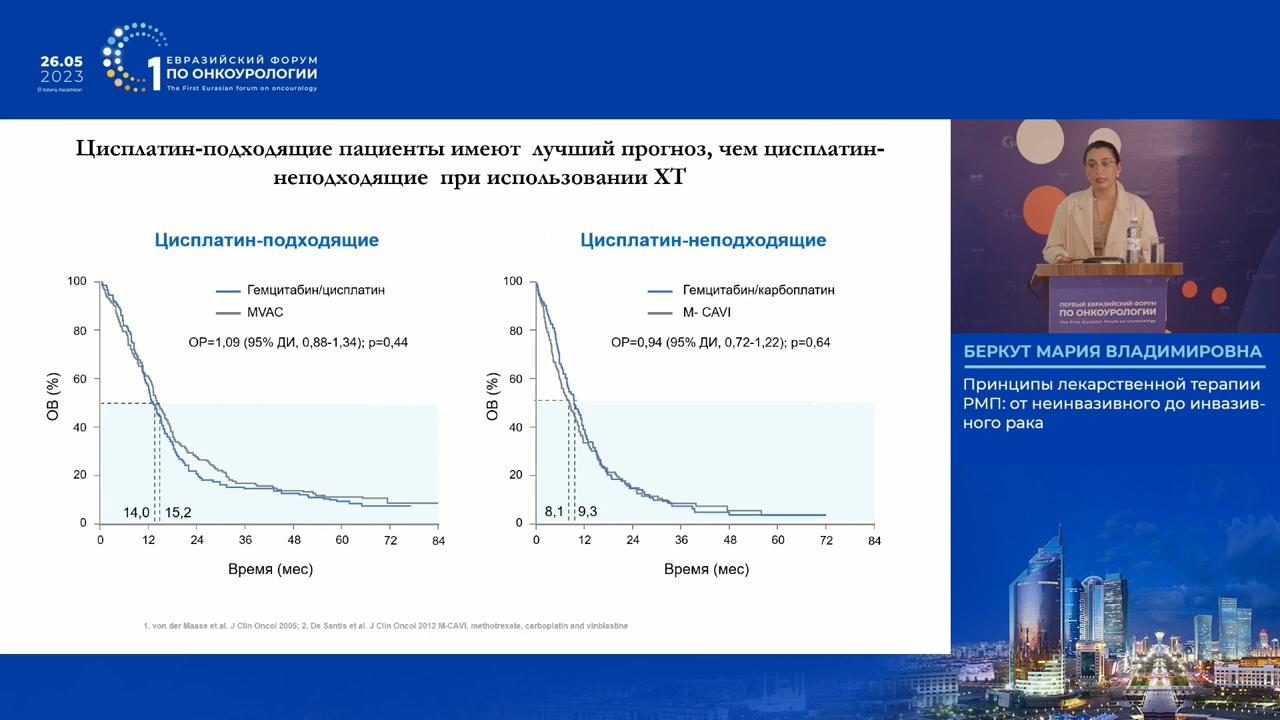 26.05
2023
Astana, Kazakhstan
1
ЕВРАЗИЙСКИЙ ФОРУМ
ПО ОНКОУРОЛОГИИ
The First Eurasian forum on oncourology
Цисплатин-подходящие пациенты имеют лучший прогноз, чем цисплатин-
неподходящие при использовании ХТ
Цисплатин-подходящие
100
80
60
40
20
0
ОВ (%)
Гемцитабин/цисплатин
MVAC
ОР=1,09 (95% ДИ, 0,88-1,34); p=0,44
14,0
15,2
0 12 24 36 48 60 72 84
Время (мес)
Цисплатин-неподходящие
100
80
60
40
20
0
ОВ (%)
Гемцитабин/карбоплатин
M- CAVI
ОР=0,94 (95% ДИ, 0,72-1,22); p=0,64
8,1
9,3
0 12 24 36 48 60 72 84
Время (мес)
1. von der Maase et al. J Clin Oncol 2005; 2. De Santis et al. J Clin Oncol 2012 M-CAVI, methotrexate, carboplatin and vinblastine
ПЕРВЫЙ ЕВРАЗИЙСКИЙ ФОРУМ
ПО ОНКОУРОЛОГИИ
The First Eurasian forum on oncourology
БЕРКУТ МАРИЯ ВЛАДИМИРОВНА
Принципы лекарственной терапии
РМП: от неинвазивного до инвазив-
ного рака